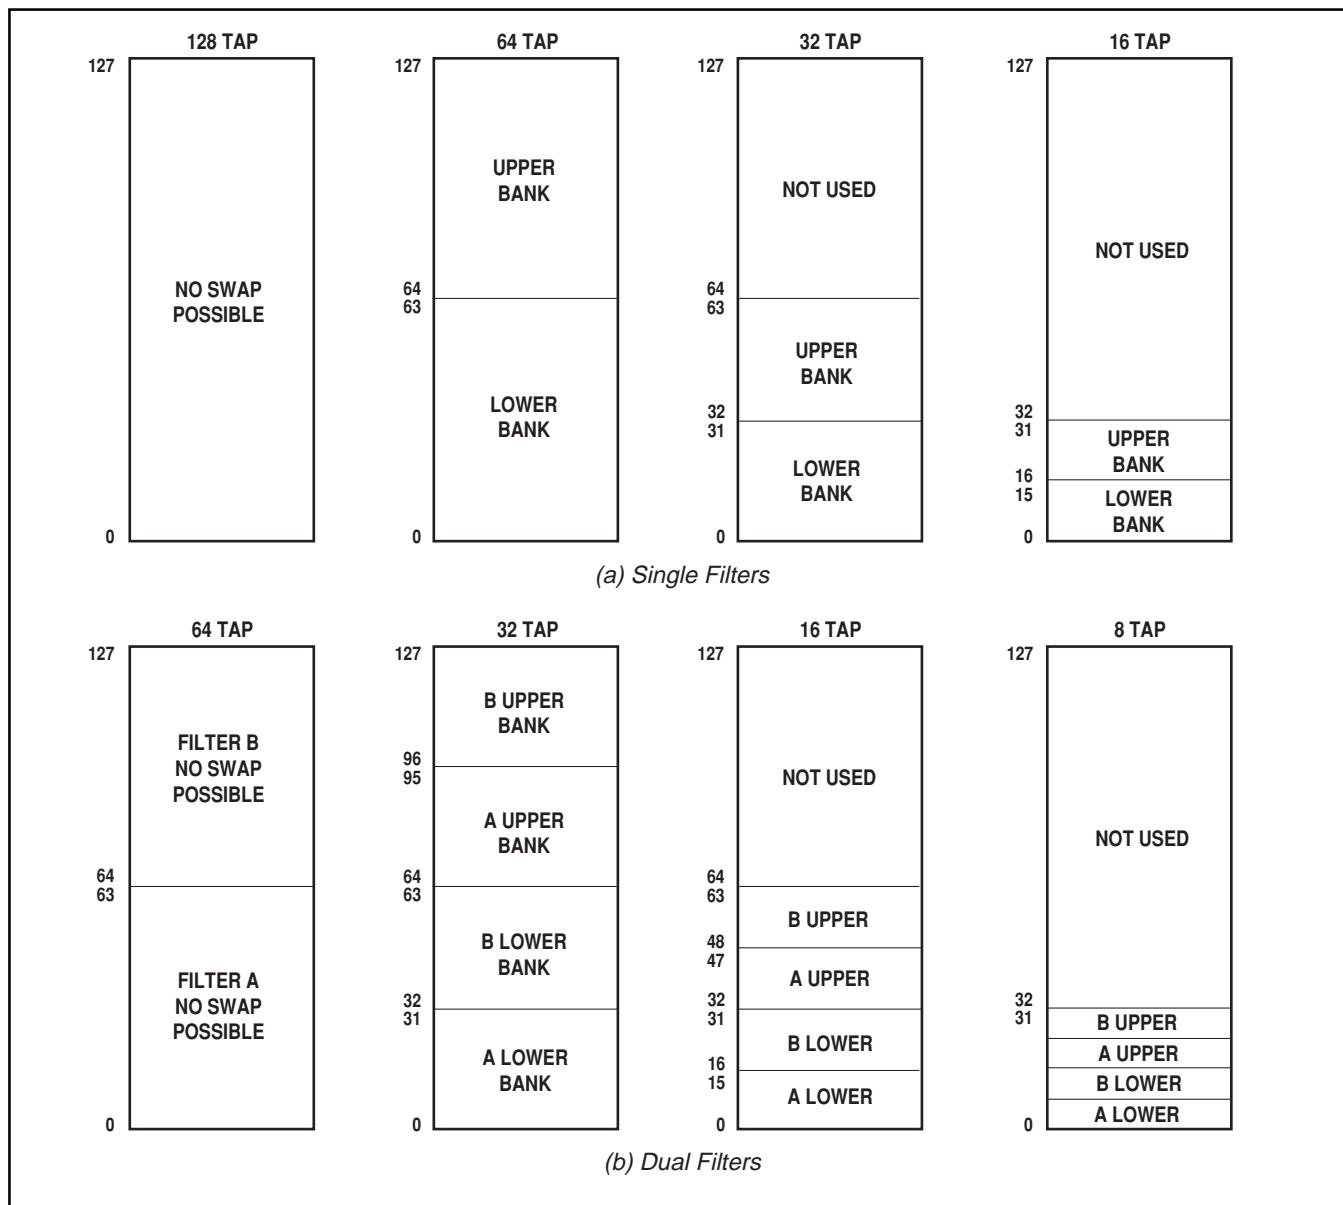 128 TAP
127
NO SWAP
POSSIBLE
0
64 TAP
127
UPPER
BANK
64
63
LOWER
BANK
0
32 TAP
127
NOT USED
64
63
UPPER
BANK
32
31
LOWER
BANK
0
16 TAP
127
NOT USED
32
31
UPPER
BANK
16
15
LOWER
BANK
0
(a) Single Filters
64 TAP
127
FILTER B
NO SWAP
POSSIBLE
64
63
FILTER A
NO SWAP
POSSIBLE
0
32 TAP
127
B UPPER
BANK
96
95
A UPPER
BANK
64
63
B LOWER
BANK
32
31
A LOWER
BANK
0
16 TAP
127
NOT USED
64
63
B UPPER
48
47
A UPPER
32
31
B LOWER
16
15
A LOWER
0
8 TAP
127
NOT USED
32
31
B UPPER
A UPPER
B LOWER
A LOWER
0
(b) Dual Filters